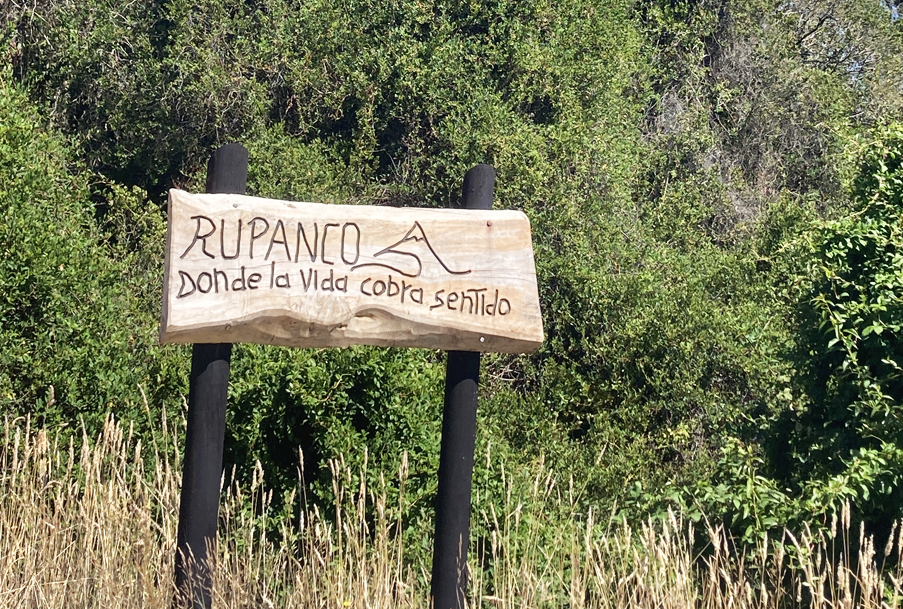 RUPANCO
Donde la vida cobra sentido